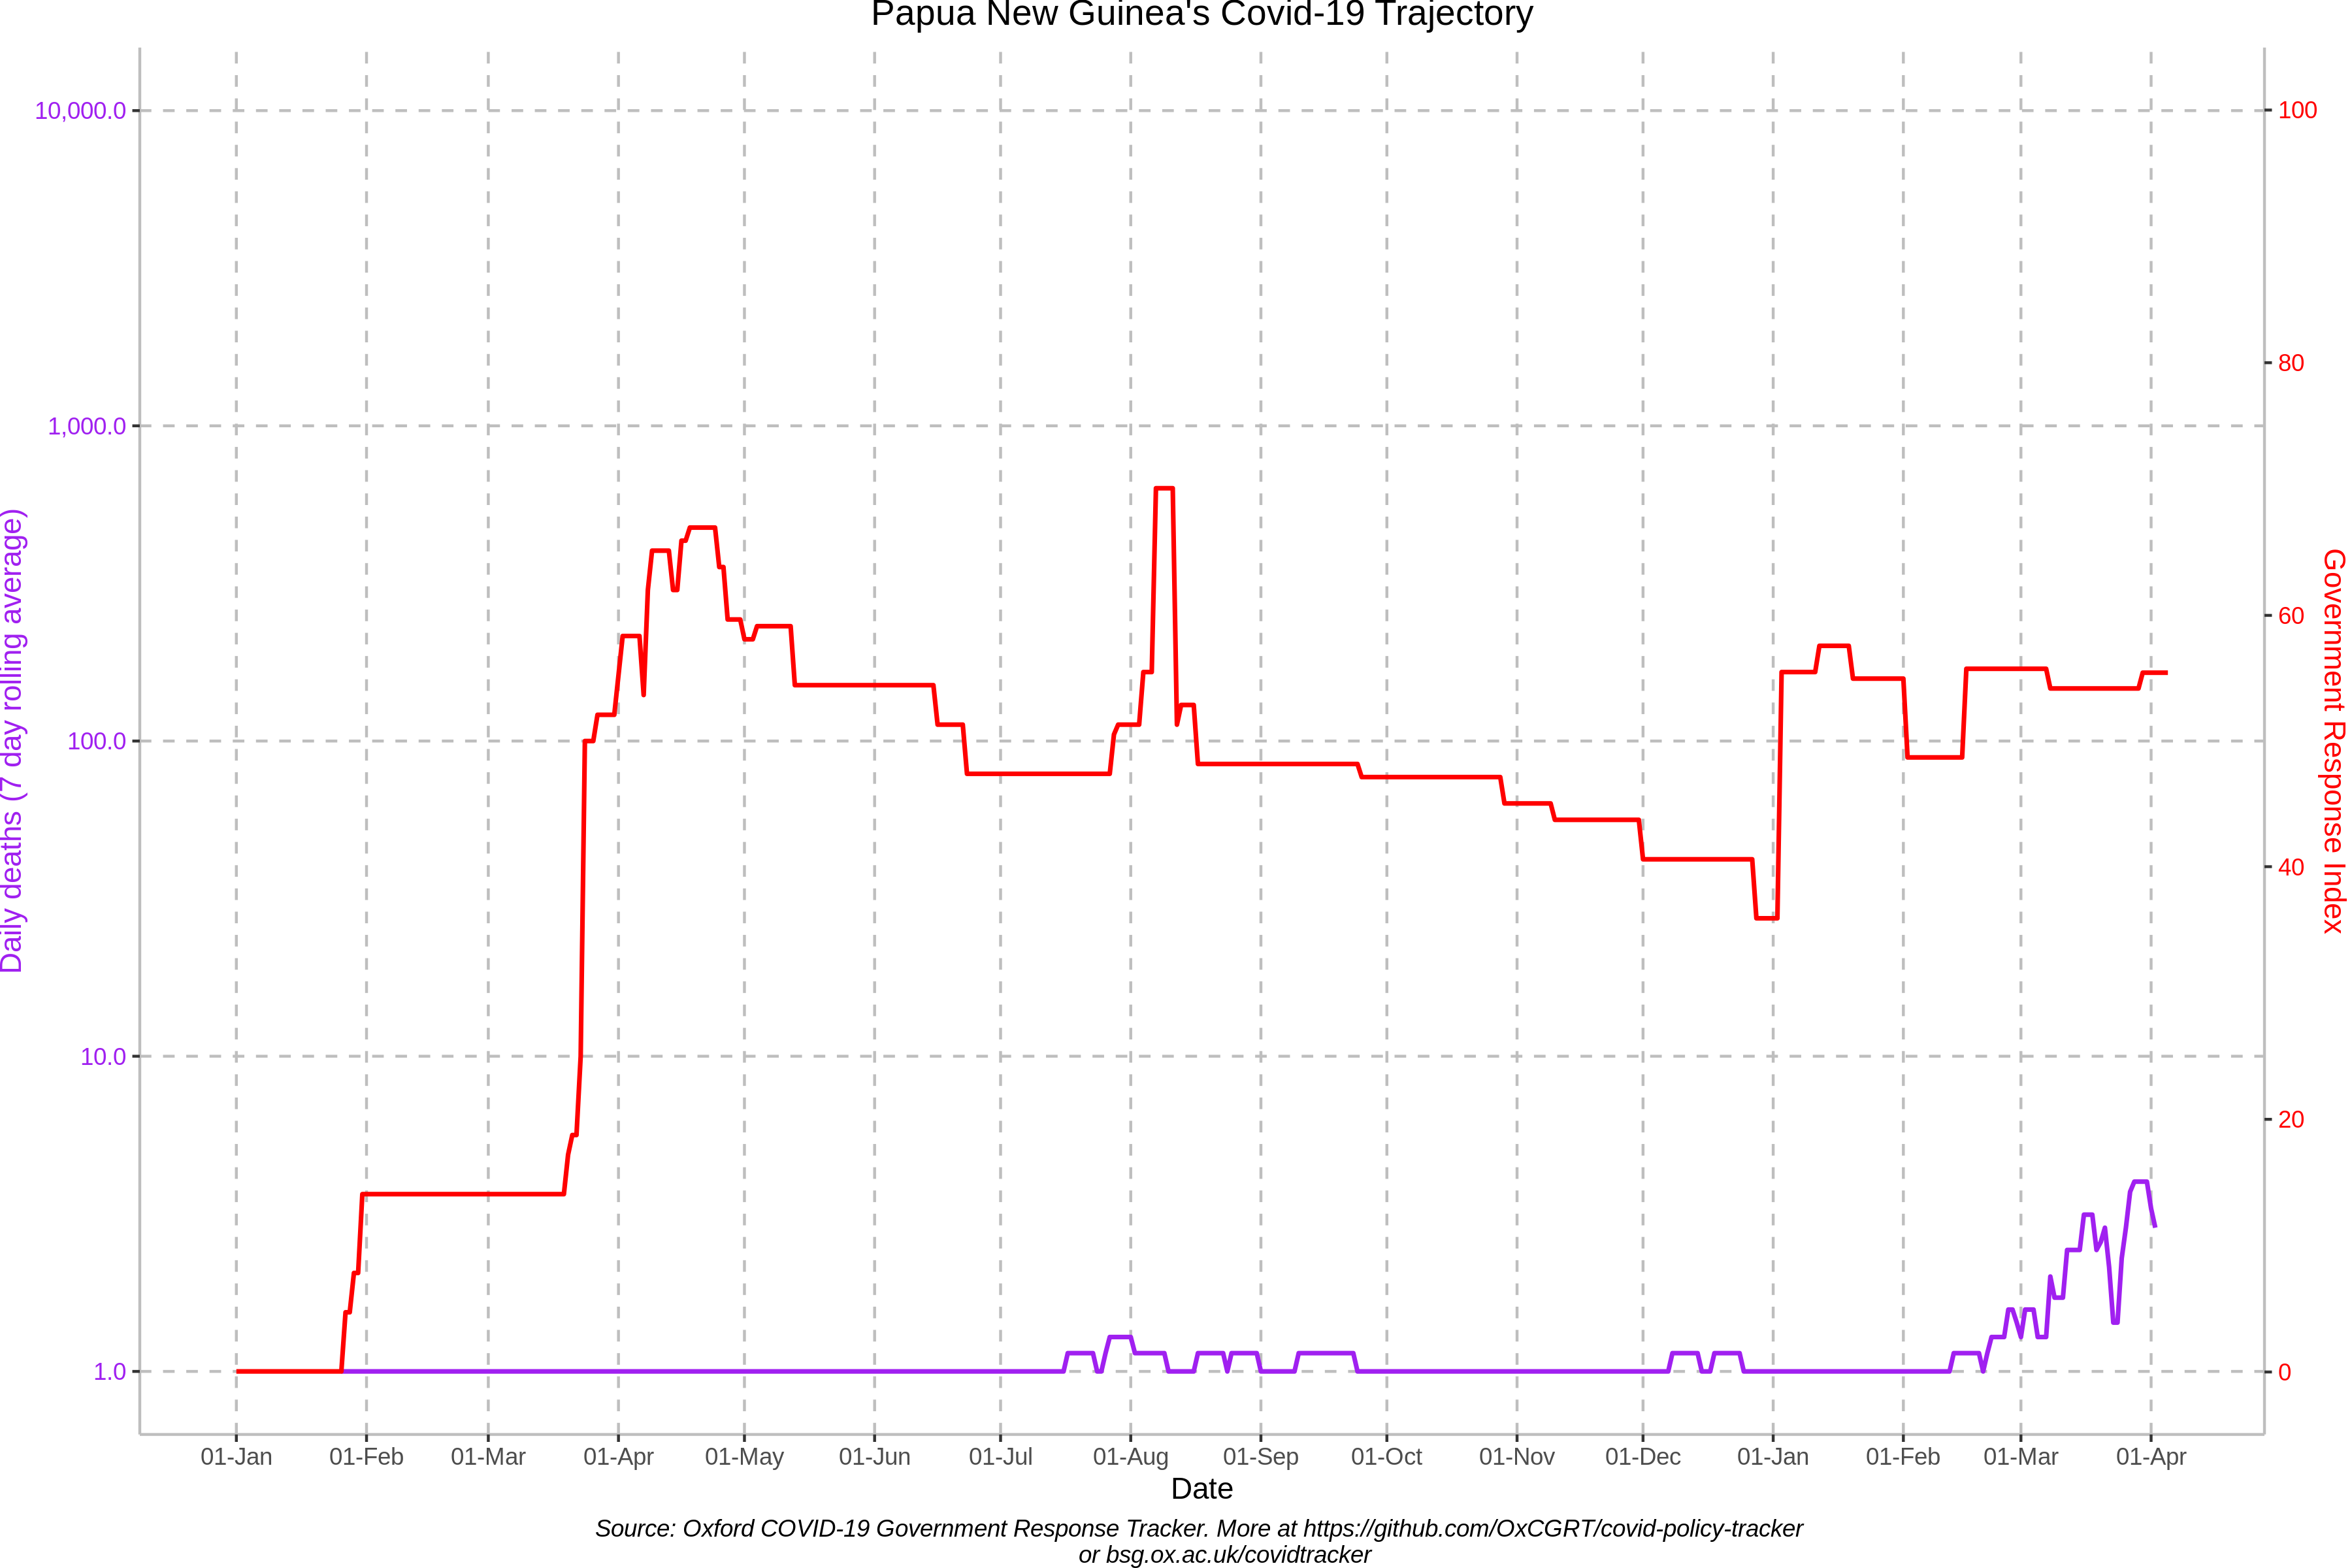 Papua New Guinea's Covid-19 Trajectory
10,000.0
1,000.0
100.0
10.0
1.0
Daily deaths (7 day rolling average)
100
80
60
40
20
0
Government Response Index
01-Jan 01-Feb 01-Mar 01-Apr 01-May 01-Jun 01-Jul 01-Aug 01-Sep 01-Oct 01-Nov 01-Dec 01-Jan 01-Feb 01-Mar 01-Apr
Date
Source: Oxford COVID-19 Government Response Tracker. More at https://github.com/OxCGRT/covid-policy-tracker
or bsg.ox.ac.uk/covidtracker